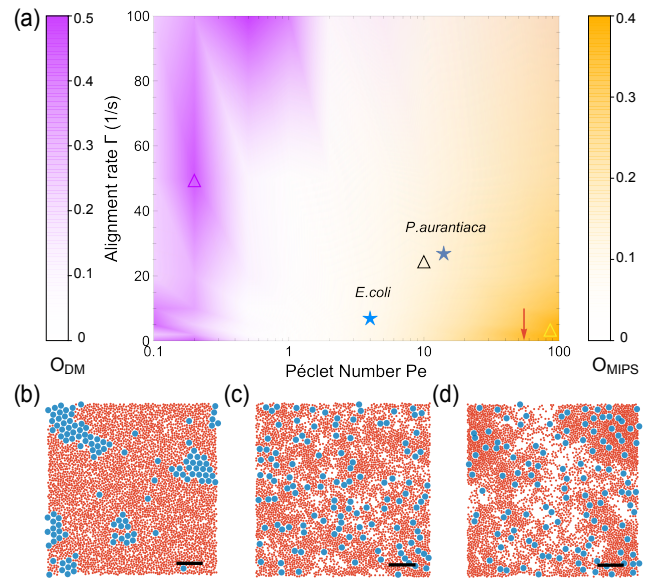 (a)
0.5
0.4
0.3
0.2
0.1
0
O_DM
Alignment rate Γ (1/s)
100
80
60
40
20
0
P.aurantiaca
E.coli
0.1
1
10
100
Péclet Number Pe
0.4
0.3
0.2
0.1
0
O_MIPS
(b)
(c)
(d)